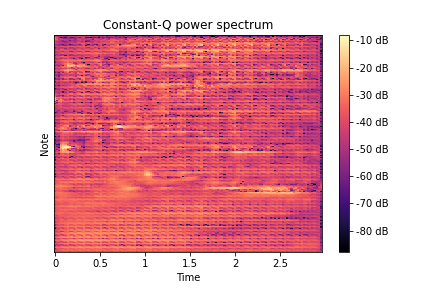 Constant-Q power spectrum
Note
-10 dB
-20 dB
-30 dB
-40 dB
-50 dB
-60 dB
-70 dB
-80 dB
0 0.5 1 1.5 2 2.5
Time